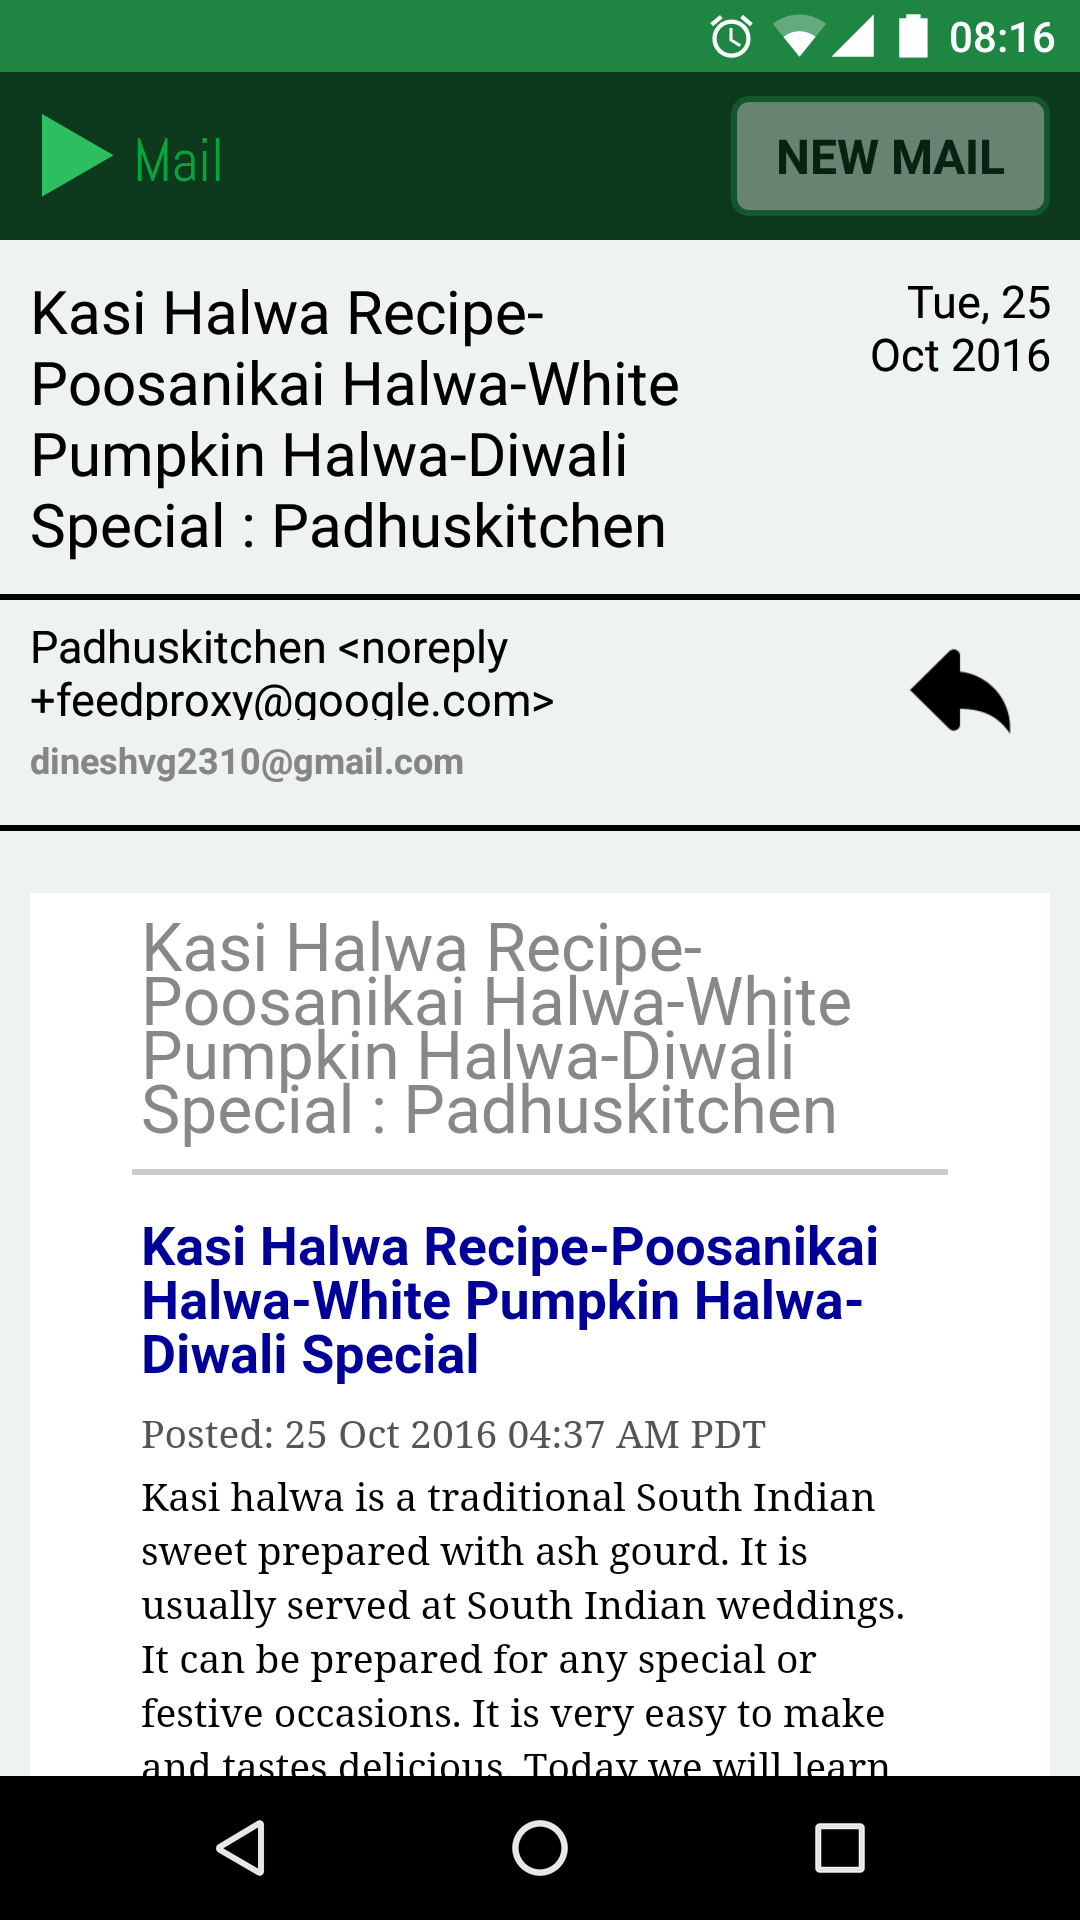 08:16
Mail
NEW MAIL
Kasi Halwa Recipe-
Poosanikai Halwa-White
Pumpkin Halwa-Diwali
Special : Padhuskitchen
Tue, 25
Oct 2016
Padhuskitchen <noreply
+feedproxy@google.com>
dineshvg2310@gmail.com
Kasi Halwa Recipe-
Poosanikai Halwa-White
Pumpkin Halwa-Diwali
Special : Padhuskitchen
Kasi Halwa Recipe-Poosanikai
Halwa-White Pumpkin Halwa-
Diwali Special
Posted: 25 Oct 2016 04:37 AM PDT
Kasi halwa is a traditional South Indian
sweet prepared with ash gourd. It is
usually served at South Indian weddings.
It can be prepared for any special or
festive occasions. It is very easy to make
and tastes delicious. Today we will learn